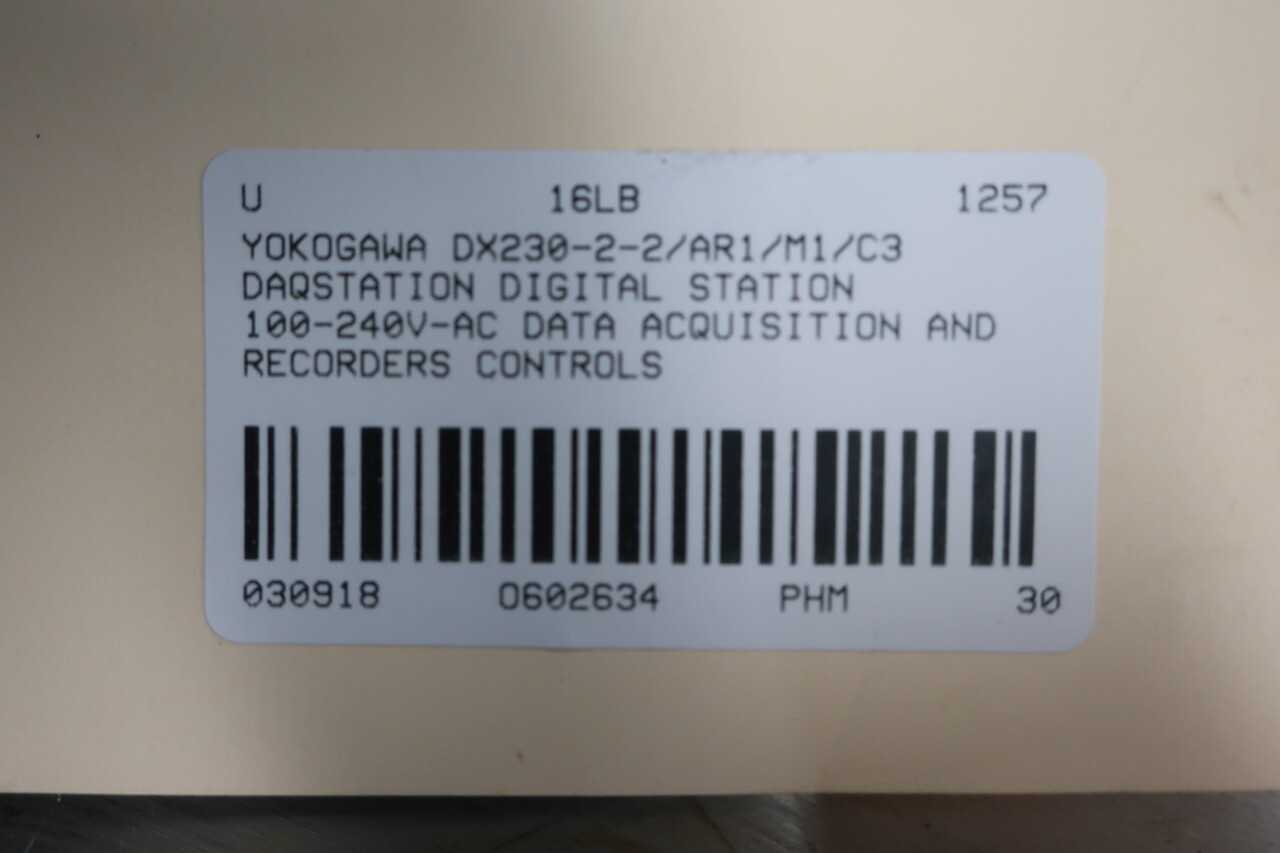 U 16LB 1257
YOKOGAWA DX230-2-2/AR1/M1/C3
DAQSTATION DIGITAL STATION
100-240V-AC DATA ACQUISITION AND
RECORDERS CONTROLS
030918 O602634 PHM 30